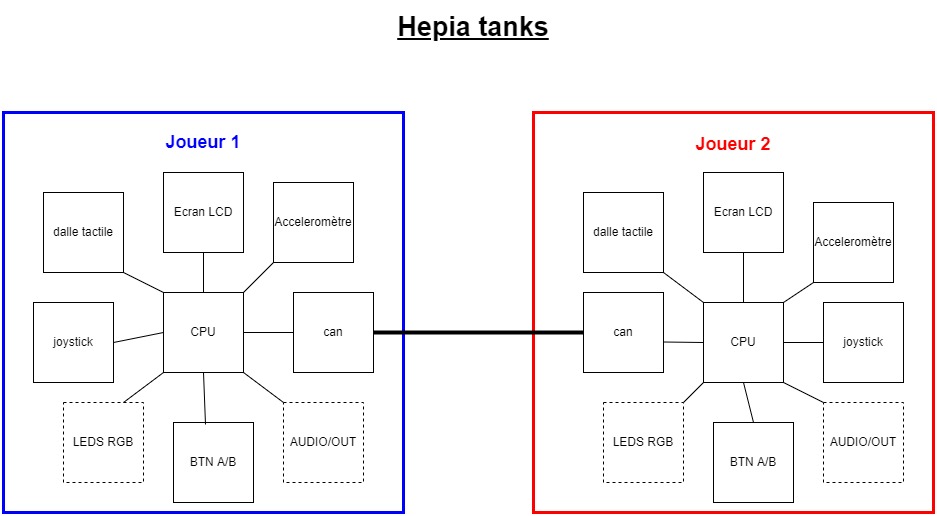 Hepia tanks
Joueur 1
dalle tactile
Ecran LCD
Acceleromètre
joystick
CPU
can
LEDS RGB
BTN A/B
AUDIO/OUT
Joueur 2
dalle tactile
Ecran LCD
Acceleromètre
can
CPU
joystick
LEDS RGB
BTN A/B
AUDIO/OUT